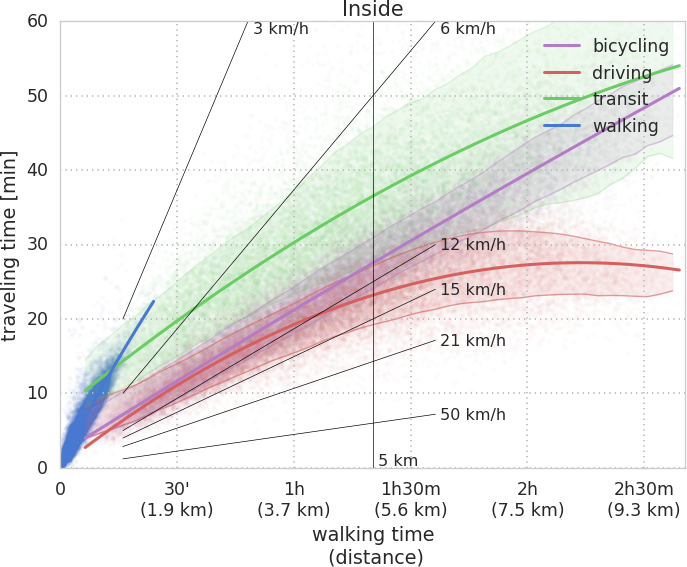 Inside
60
3 km/h
6 km/h
bicycling
driving
transit
walking
50
40
30
20
10
0
traveling time [min]
12 km/h
15 km/h
21 km/h
50 km/h
5 km
0
30'
1h
1h30m
2h
2h30m
(1.9 km)
(3.7 km)
(5.6 km)
(7.5 km)
(9.3 km)
walking time
(distance)